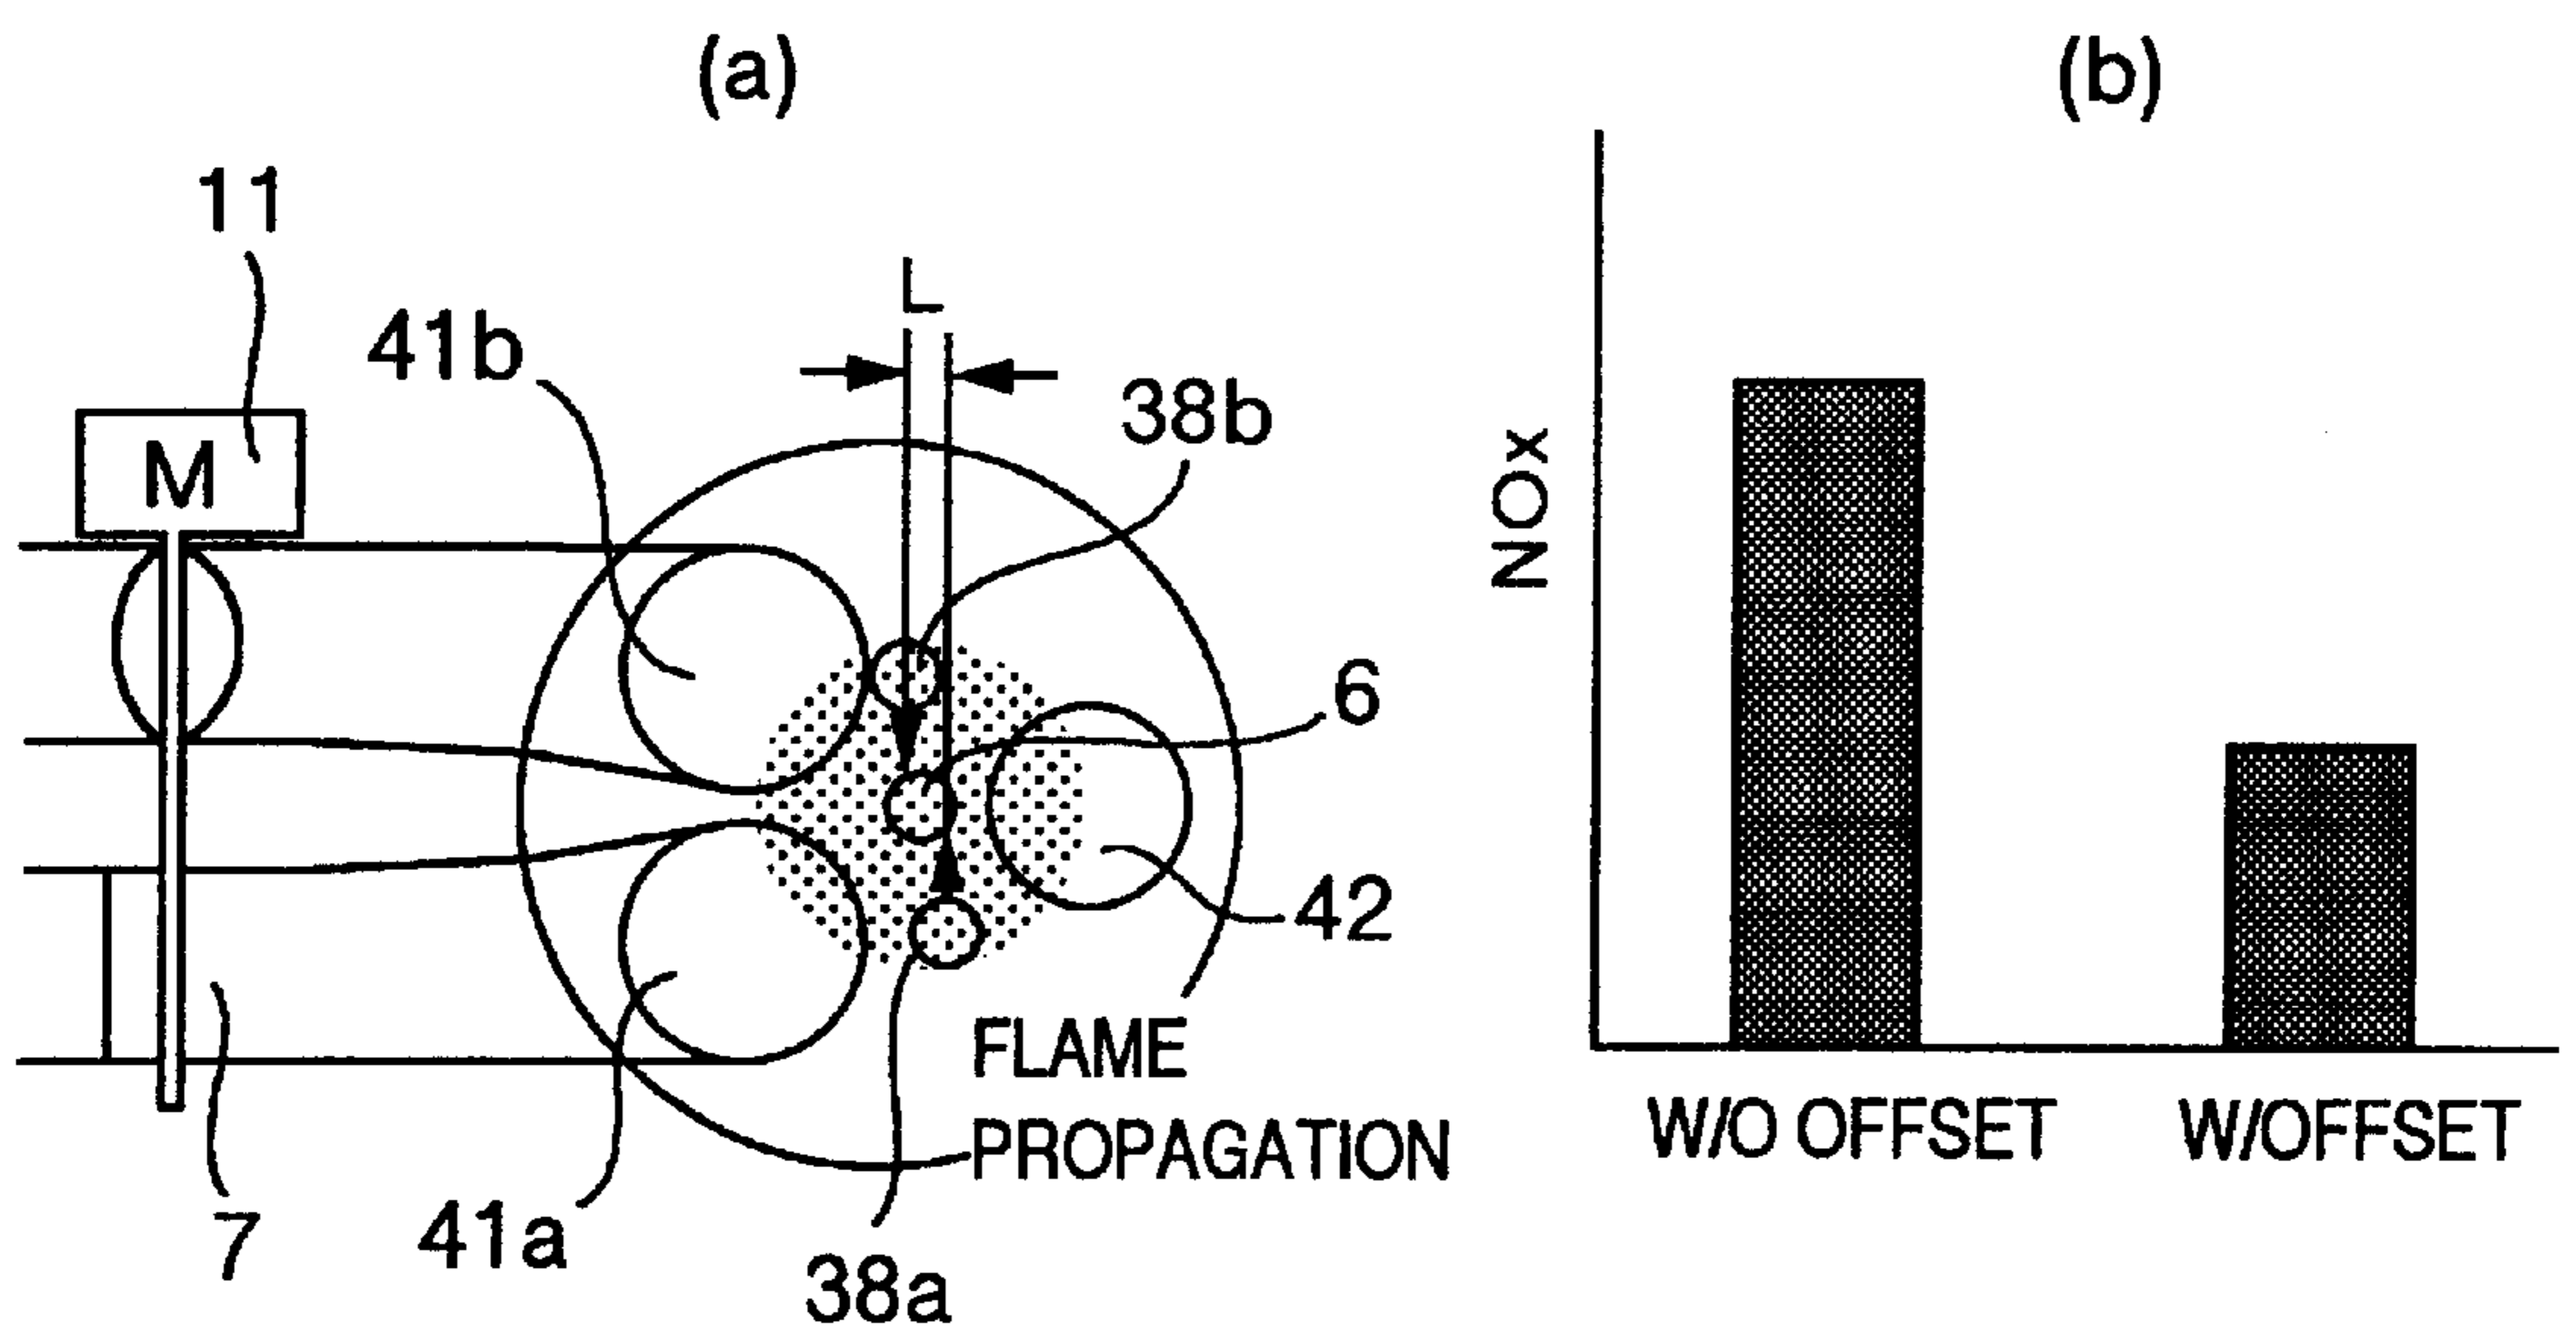 (a)
(b)
11
L
41b
38b
M
6
NOx
42
FLAME
PROPAGATION
W/O OFFSET
W/OFFSET
7
41a
38a